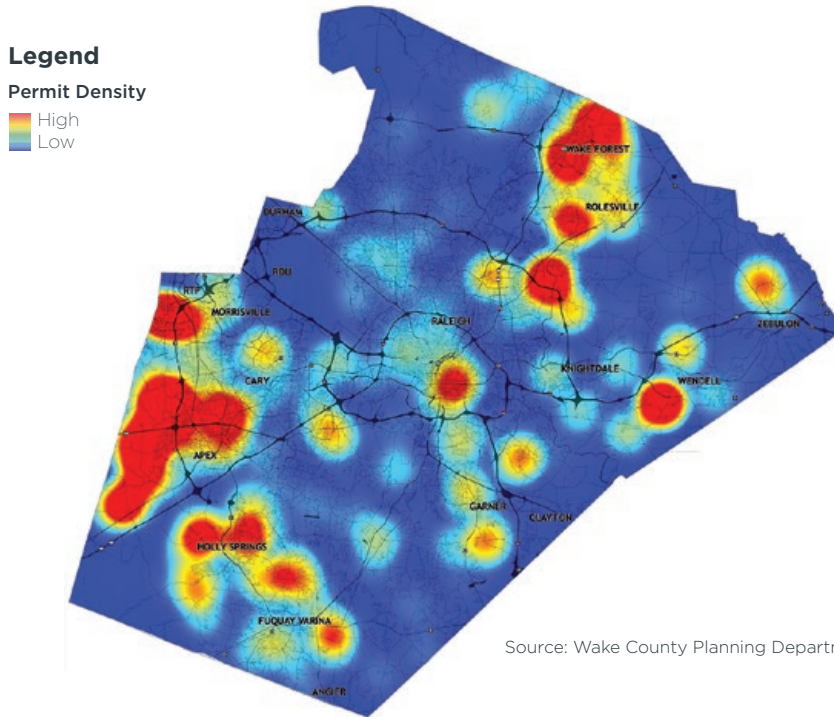 Legend
Permit Density
High
Low
WAKE FOREST
ROLESVILLE
DURHAM
RDU
RTP
MORRISVILLE
RALEIGH
ZEBULON
KNIGHTDALE
CARY
WENDELL
APEX
GARNER
CLAYTON
HOLLY SPRINGS
FUQUAY VARINA
ANGIER
Source: Wake County Planning Departm